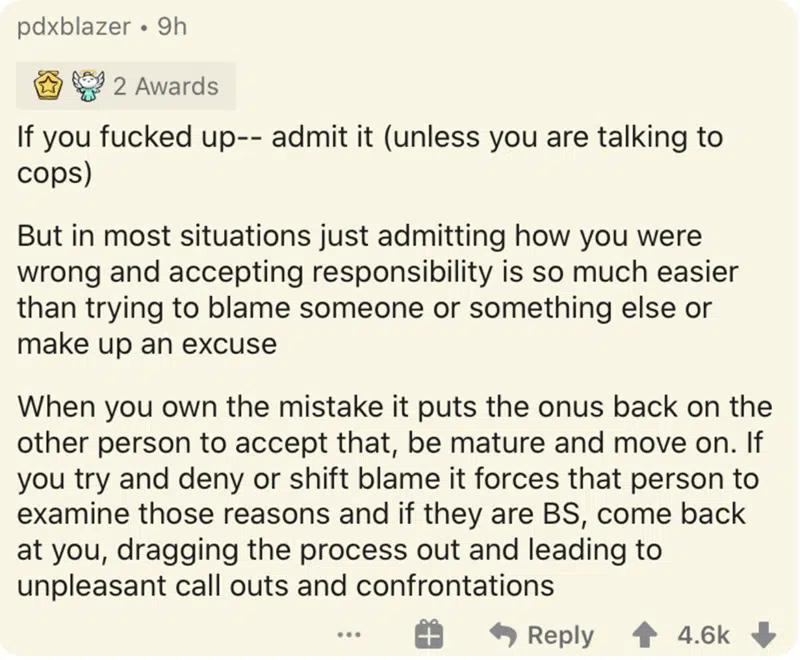 pdxblazer • 9h
2 Awards
If you fucked up-- admit it (unless you are talking to
cops)
But in most situations just admitting how you were
wrong and accepting responsibility is so much easier
than trying to blame someone or something else or
make up an excuse
When you own the mistake it puts the onus back on the
other person to accept that, be mature and move on. If
you try and deny or shift blame it forces that person to
examine those reasons and if they are BS, come back
at you, dragging the process out and leading to
unpleasant call outs and confrontations
... Reply 4.6k